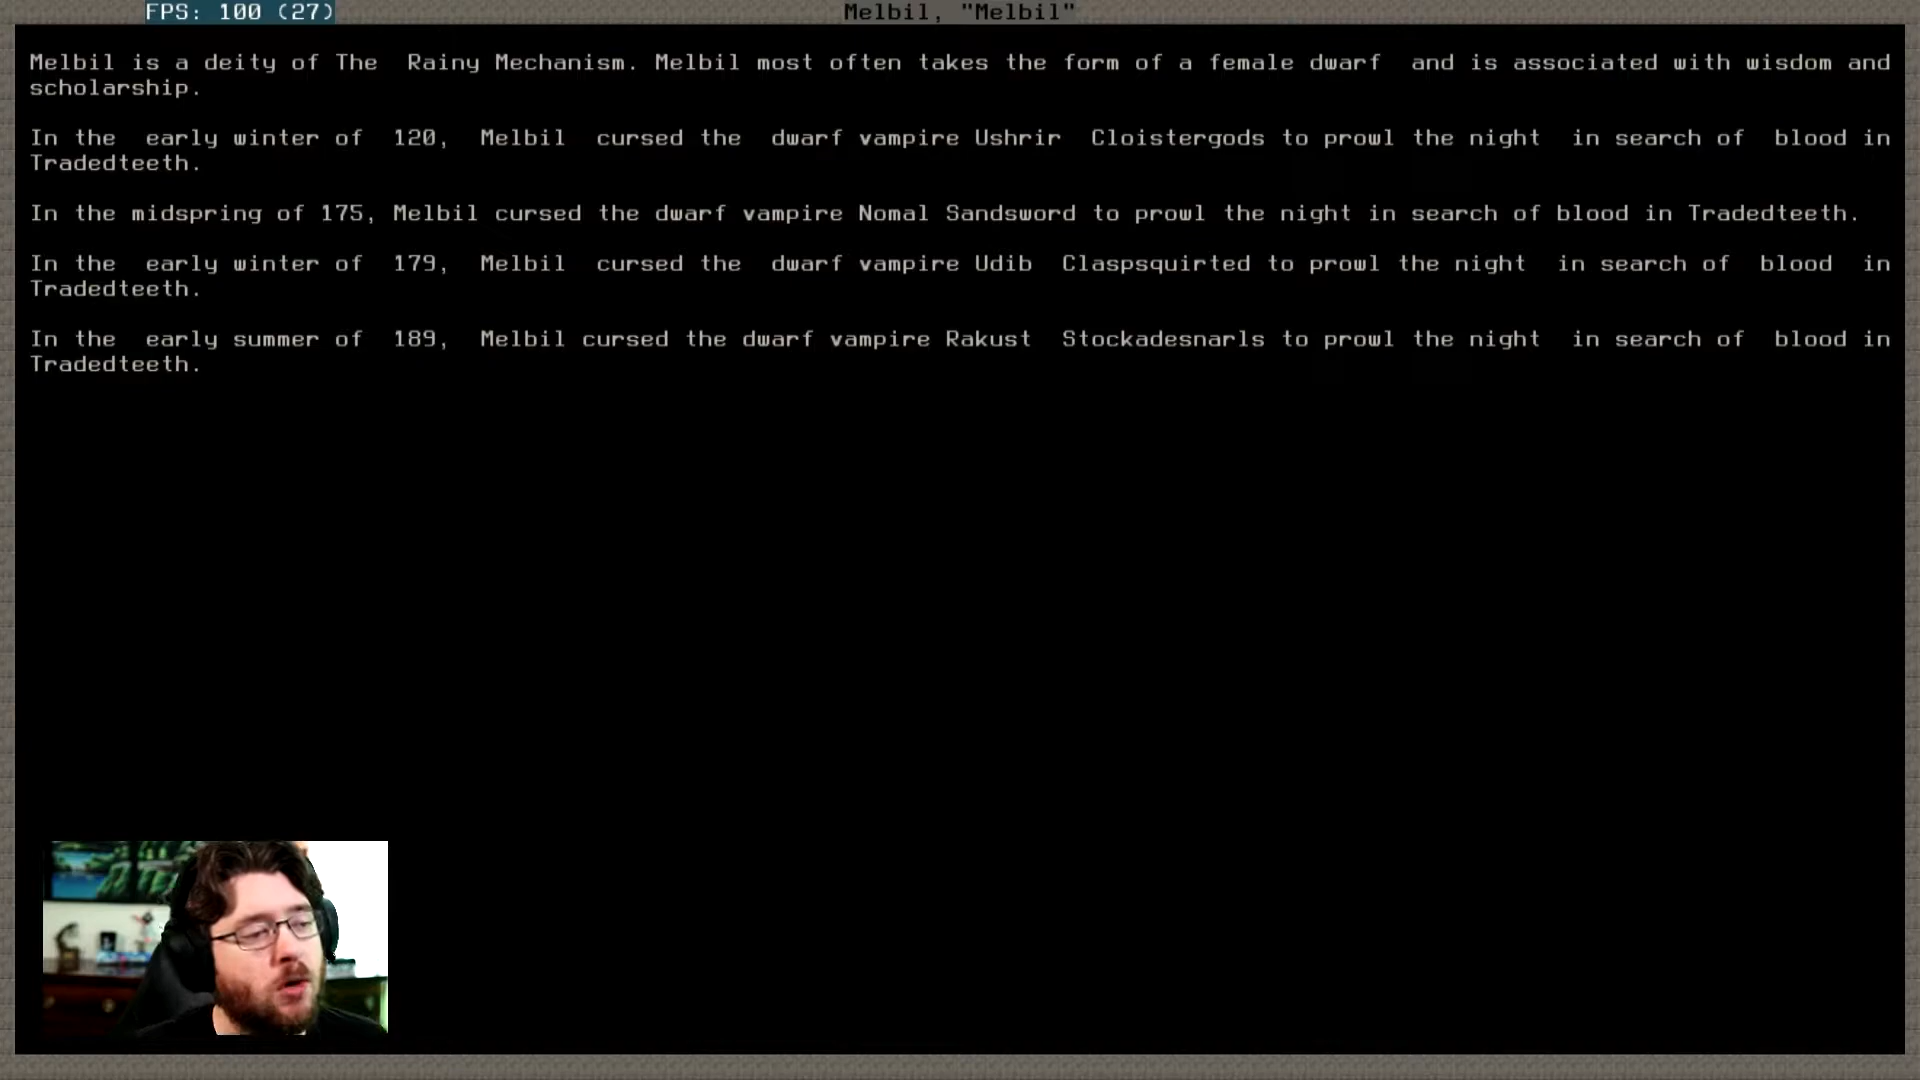 FPS: 100 (27)
Melbil, "Melbil"
Melbil is a deity of The Rainy Mechanism. Melbil most often takes the form of a female dwarf and is associated with wisdom and
scholarship.
In the early winter of 120, Melbil cursed the dwarf vampire Ushrir Cloistergods to prowl the night in search of blood in
Tradedteeth.
In the midspring of 175, Melbil cursed the dwarf vampire Nomal Sandsword to prowl the night in search of blood in Tradedteeth.
In the early winter of 179, Melbil cursed the dwarf vampire Udib Claspsquirted to prowl the night in search of blood in
Tradedteeth.
In the early summer of 189, Melbil cursed the dwarf vampire Rakust Stockadesnarls to prowl the night in search of blood in
Tradedteeth.